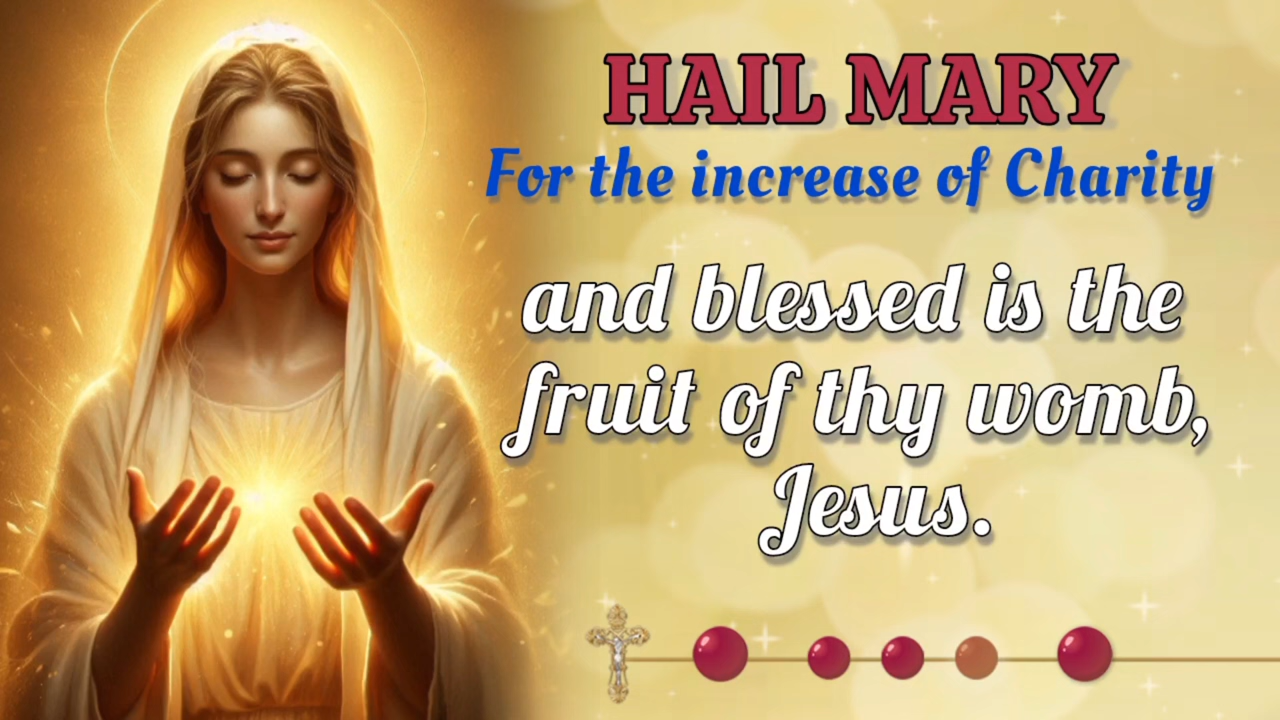 HAIL MARY
For the increase of Charity
and blessed is the
fruit of thy womb,
Jesus.